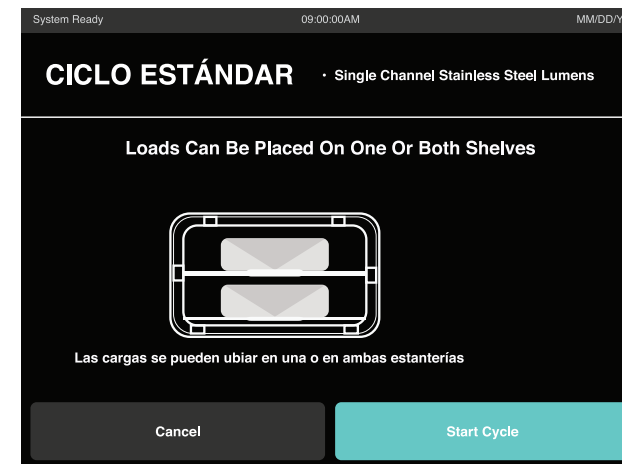 System Ready 09:00:00AM MM/DD/Y
CICLO ESTÁNDAR · Single Channel Stainless Steel Lumens
Loads Can Be Placed On One Or Both Shelves
Las cargas se pueden ubiar en una o en ambas estanterías
Cancel Start Cycle